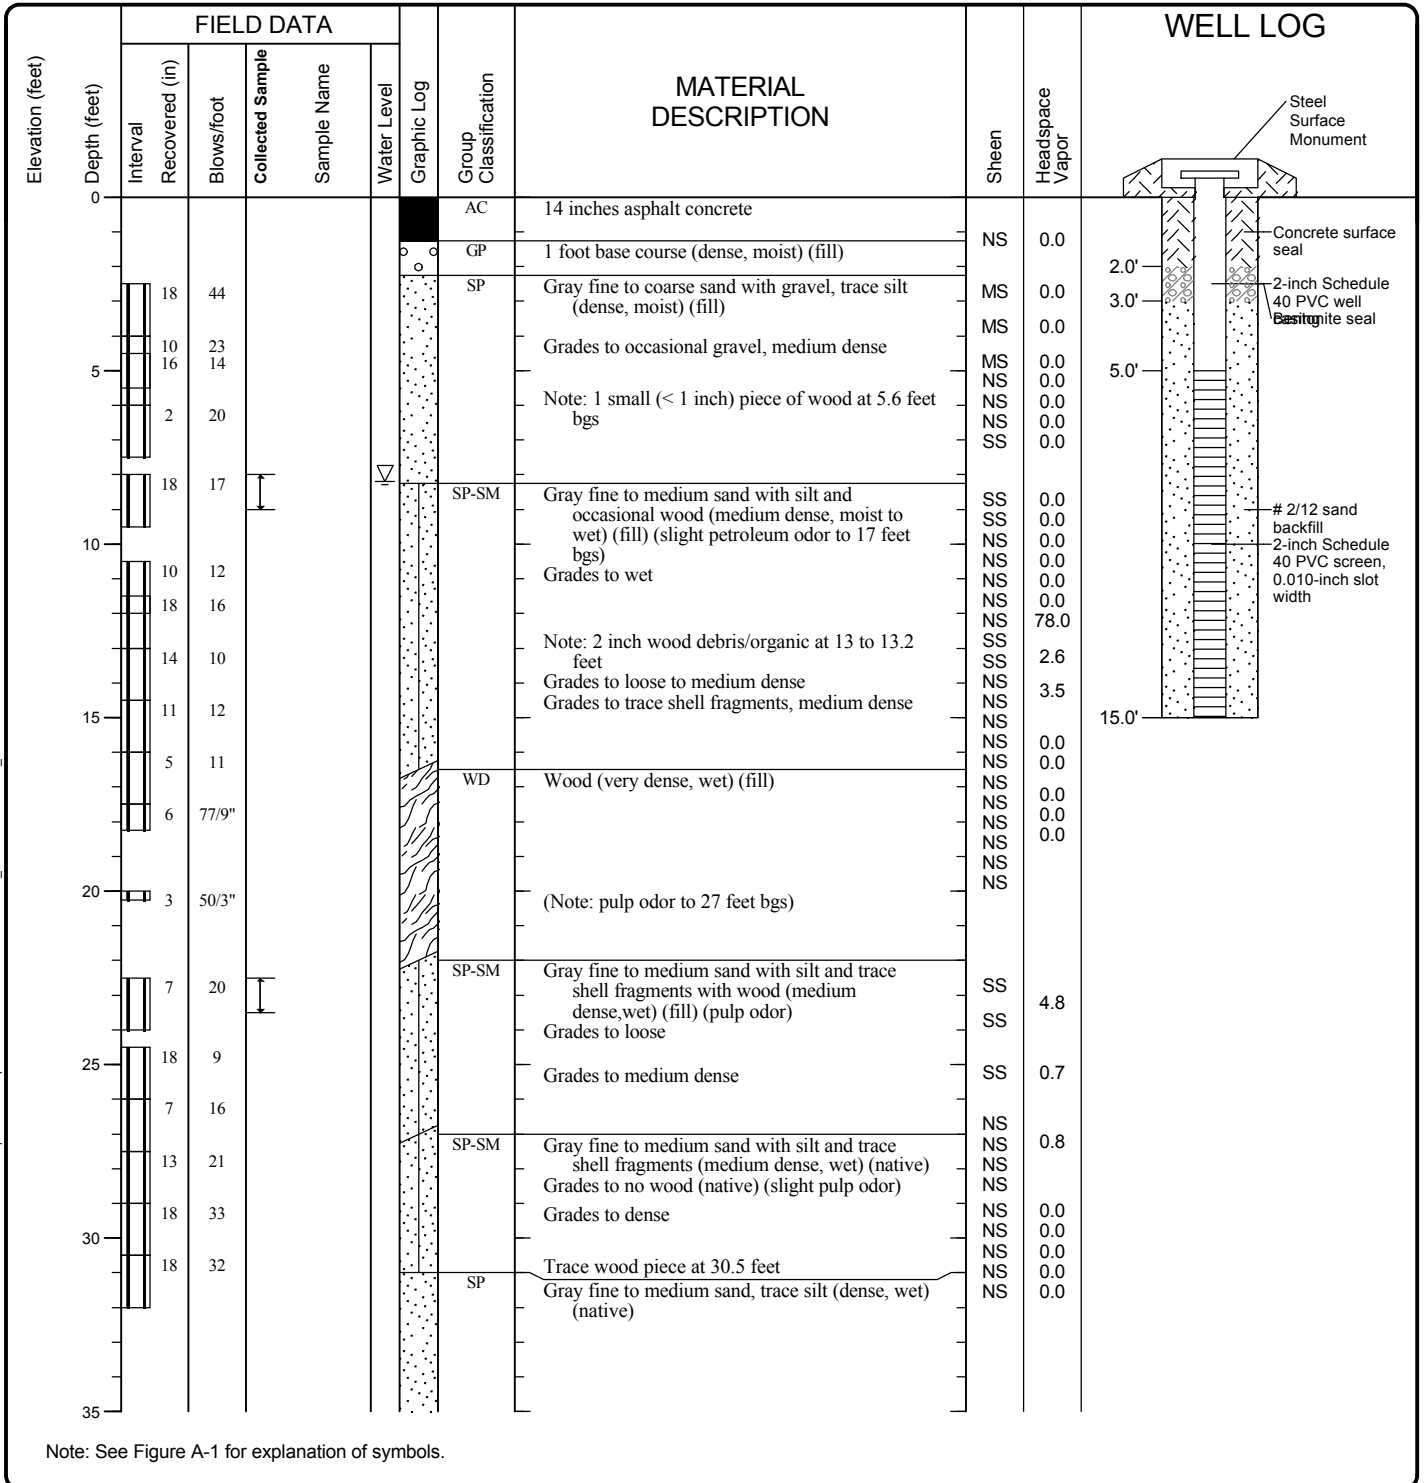 FIELD DATA
WELL LOG
Elevation (feet)
Depth (feet)
Interval
Recovered (in)
Blows/foot
Collected Sample
Sample Name
Water Level
Graphic Log
Group
Classification
MATERIAL
DESCRIPTION
Sheen
Headspace
Vapor
Steel
Surface
Monument
0
AC 14 inches asphalt concrete
NS 0.0
Concrete surface
seal
GP 1 foot base course (dense, moist) (fill)
2.0'
SP Gray fine to coarse sand with gravel, trace silt
(dense, moist) (fill)
18 44
MS 0.0
2-inch Schedule
40 PVC well
3.0'
seal
MS 0.0
10 23
Grades to occasional gravel, medium dense
16 14
MS 0.0
5
5.0'
NS 0.0
Note: 1 small (< 1 inch) piece of wood at 5.6 feet
bgs
NS 0.0
2 20
NS 0.0
SS 0.0
18 17
SP-SM Gray fine to medium sand with silt and
occasional wood (medium dense, moist to
wet) (fill) (slight petroleum odor to 17 feet
bgs)
SS 0.0
SS 0.0
# 2/12 sand
backfill
NS 0.0
10
2-inch Schedule
40 PVC screen,
0.010-inch slot
width
NS 0.0
10 12
Grades to wet
NS 0.0
18 16
NS 0.0
NS 78.0
Note: 2 inch wood debris/organic at 13 to 13.2
feet
SS
14 10
SS 2.6
Grades to loose to medium dense
NS 3.5
Grades to trace shell fragments, medium dense
NS
11 12
15
15.0'
NS
NS 0.0
5 11
NS 0.0
WD Wood (very dense, wet) (fill)
NS
NS 0.0
6 77/9"
NS 0.0
NS 0.0
NS
NS
20
3 50/3"
(Note: pulp odor to 27 feet bgs)
SP-SM Gray fine to medium sand with silt and trace
shell fragments with wood (medium
dense,wet) (fill) (pulp odor)
7 20
SS
4.8
SS
Grades to loose
18 9
25
Grades to medium dense
SS 0.7
7 16
NS
SP-SM Gray fine to medium sand with silt and trace
shell fragments (medium dense, wet) (native)
NS 0.8
13 21
NS
Grades to no wood (native) (slight pulp odor)
NS
18 33
Grades to dense
NS 0.0
NS 0.0
30
NS 0.0
18 32
Trace wood piece at 30.5 feet
NS 0.0
SP Gray fine to medium sand, trace silt (dense, wet)
(native)
NS 0.0
35
Note: See Figure A-1 for explanation of symbols.